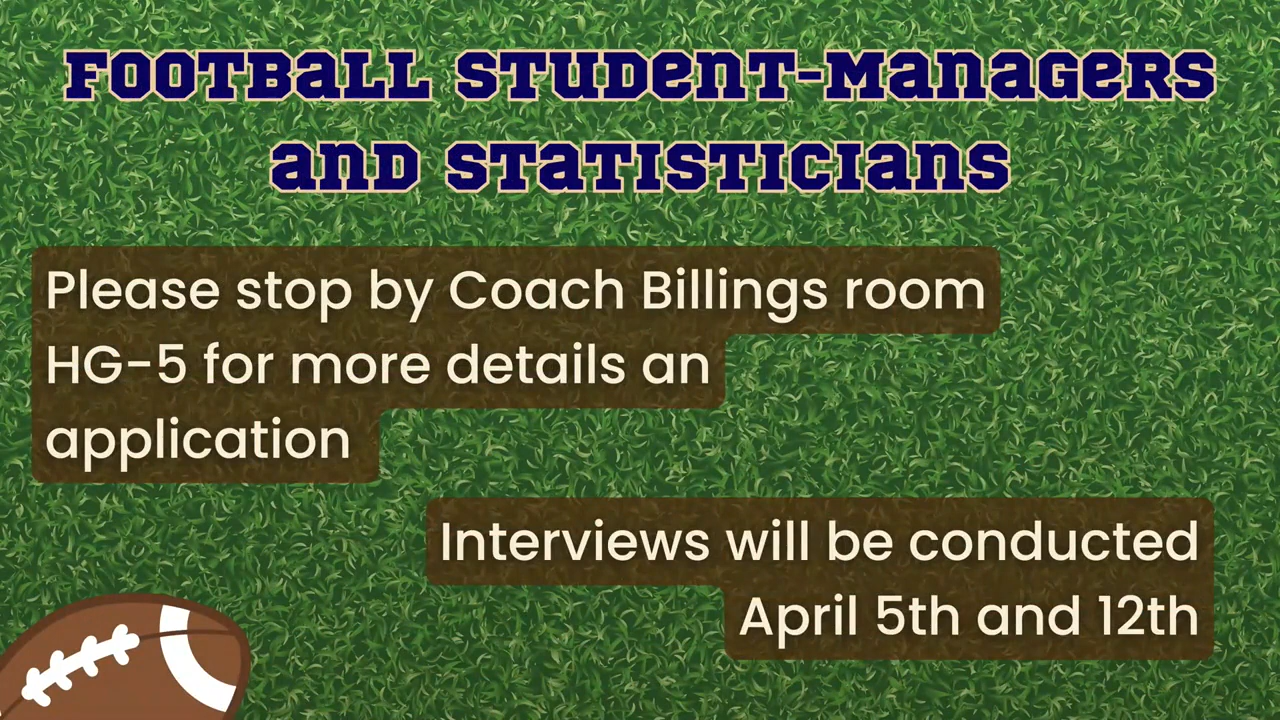 FOOTBaLL STUDenT-ManaGeRS
anD STaTISTICIans
Please stop by Coach Billings room
HG-5 for more details an
application
Interviews will be conducted
April 5th and 12th